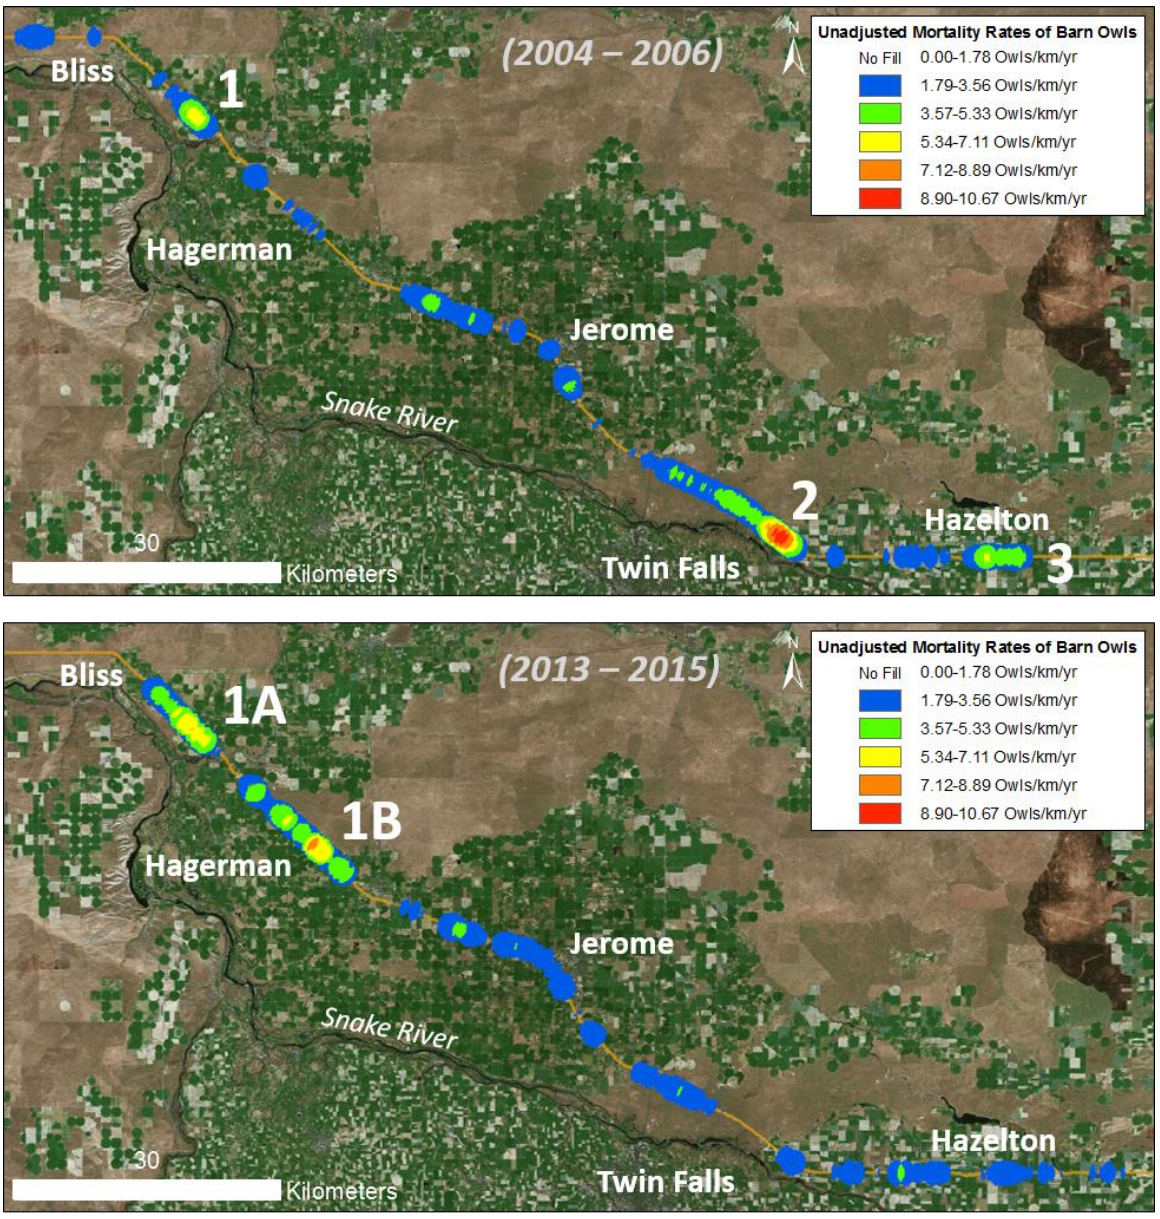 (2004 – 2006)
N
Unadjusted Mortality Rates of Barn Owls
No Fill 0.00-1.78 Owls/km/yr
1.79-3.56 Owls/km/yr
3.57-5.33 Owls/km/yr
5.34-7.11 Owls/km/yr
7.12-8.89 Owls/km/yr
8.90-10.67 Owls/km/yr
Bliss
1
Hagerman
Jerome
Snake River
2
Hazelton
3
Twin Falls
30
Kilometers
(2013 – 2015)
N
Unadjusted Mortality Rates of Barn Owls
No Fill 0.00-1.78 Owls/km/yr
1.79-3.56 Owls/km/yr
3.57-5.33 Owls/km/yr
5.34-7.11 Owls/km/yr
7.12-8.89 Owls/km/yr
8.90-10.67 Owls/km/yr
Bliss
1A
1B
Hagerman
Jerome
Snake River
Hazelton
Twin Falls
30
Kilometers